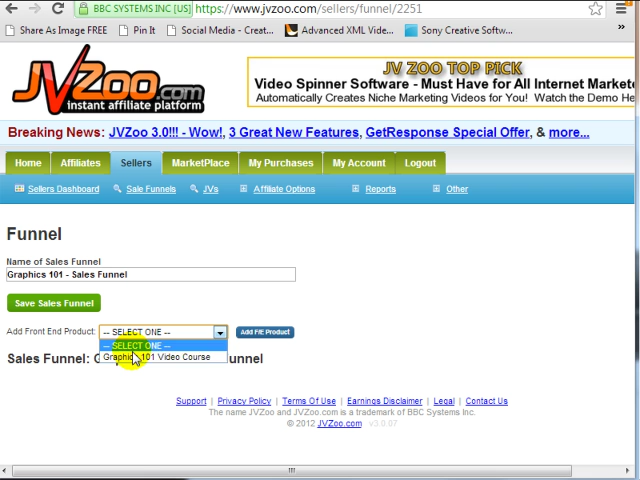 BBC SYSTEMS INC [US] https://www.jvzoo.com/sellers/funnel/2251
Share As Image FREE Pin It Social Media - Creat... Advanced XML Vide... Sony Creative Softw... »
JVZoo.com
instant affiliate platform
JV ZOO TOP PICK
Video Spinner Software - Must Have for All Internet Markete
Automatically Creates Niche Marketing Videos for You! Watch the Demo He
Breaking News: JVZoo 3.0!!! - Wow!, 3 Great New Features, GetResponse Special Offer, & more...
Home Affiliates Sellers MarketPlace My Purchases My Account Logout
Sellers Dashboard Sale Funnels JVs Affiliate Options Reports Other
Funnel
Name of Sales Funnel
Graphics 101 - Sales Funnel
Save Sales Funnel
Add Front End Product: -- SELECT ONE -- Add F/E Product
-- SELECT ONE --
Graphics 101 Video Course
Sales Funnel: G Funnel
Support | Privacy Policy | Terms Of Use | Earnings Disclaimer | Legal | Contact Us
The name JVZoo and JVZoo.com is a trademark of BBC Systems Inc.
© 2012 JVZoo.com v3.0.07